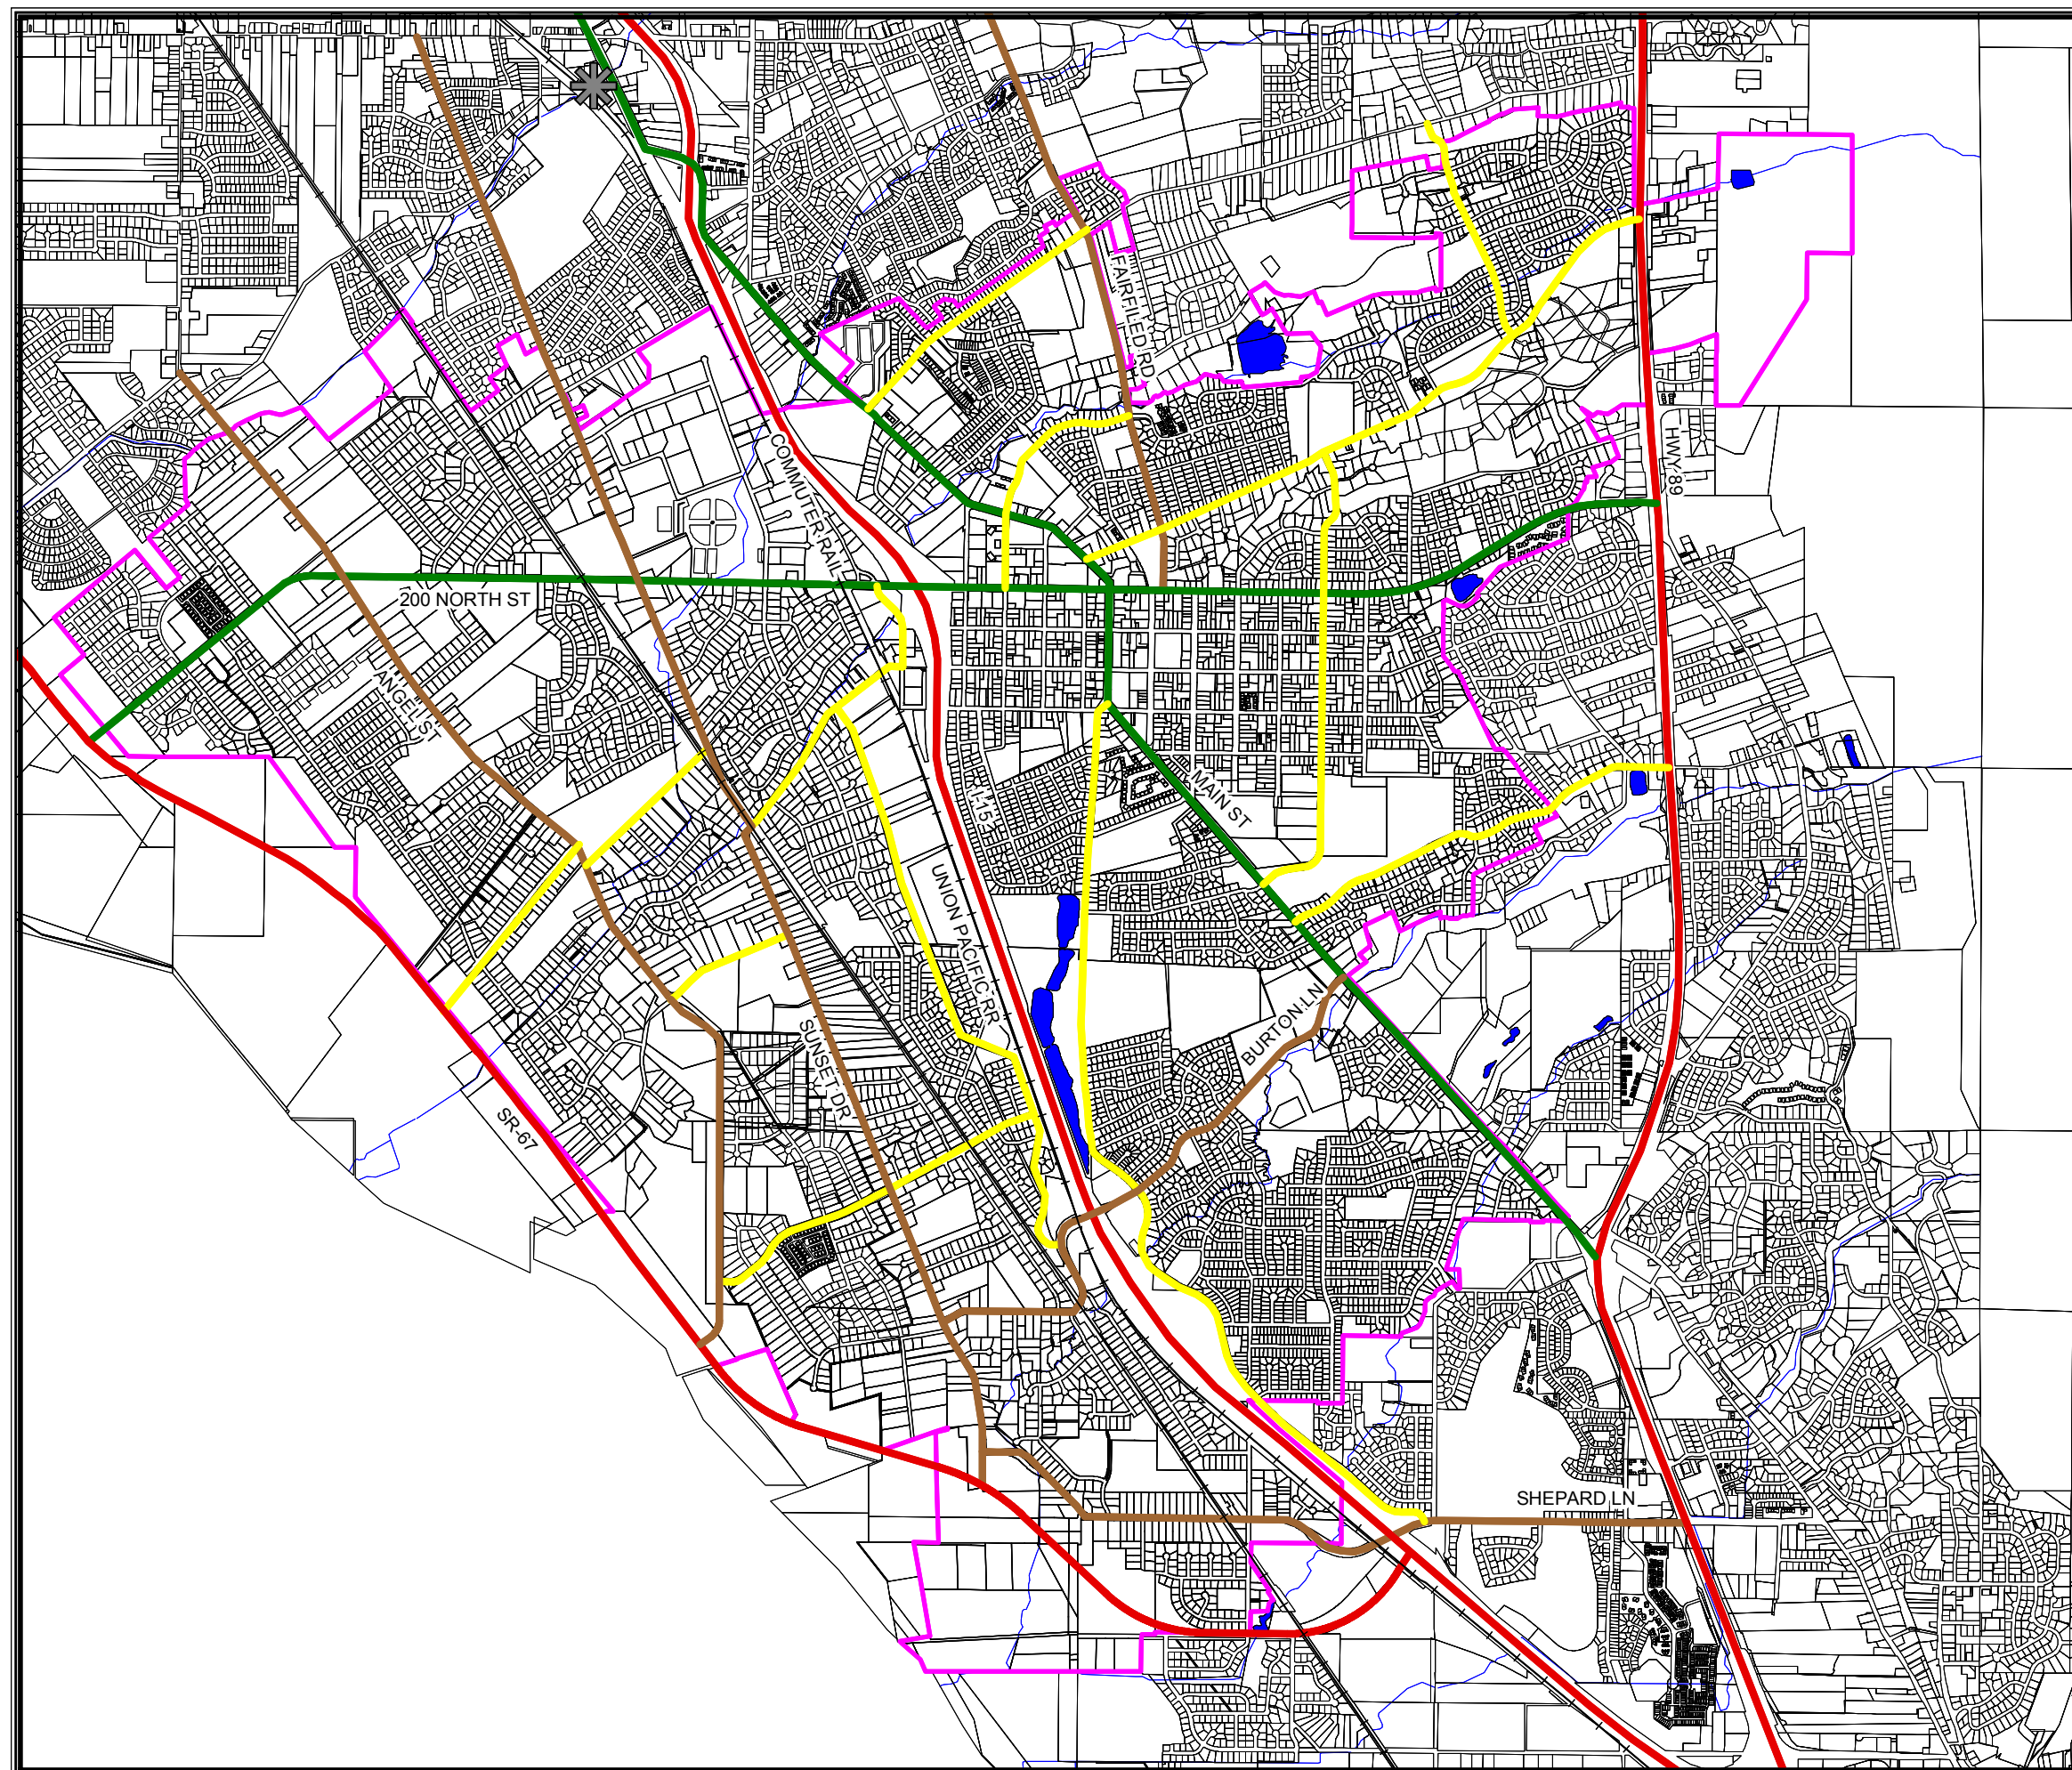 FAIRFILED RD
HWY 89
COMMUTER RAIL
200 NORTH ST
ANGEL ST
I-15
MAIN ST
UNION PACIFIC RR
BURTON LN
SUNSET DR
SR-67
SHEPARD LN